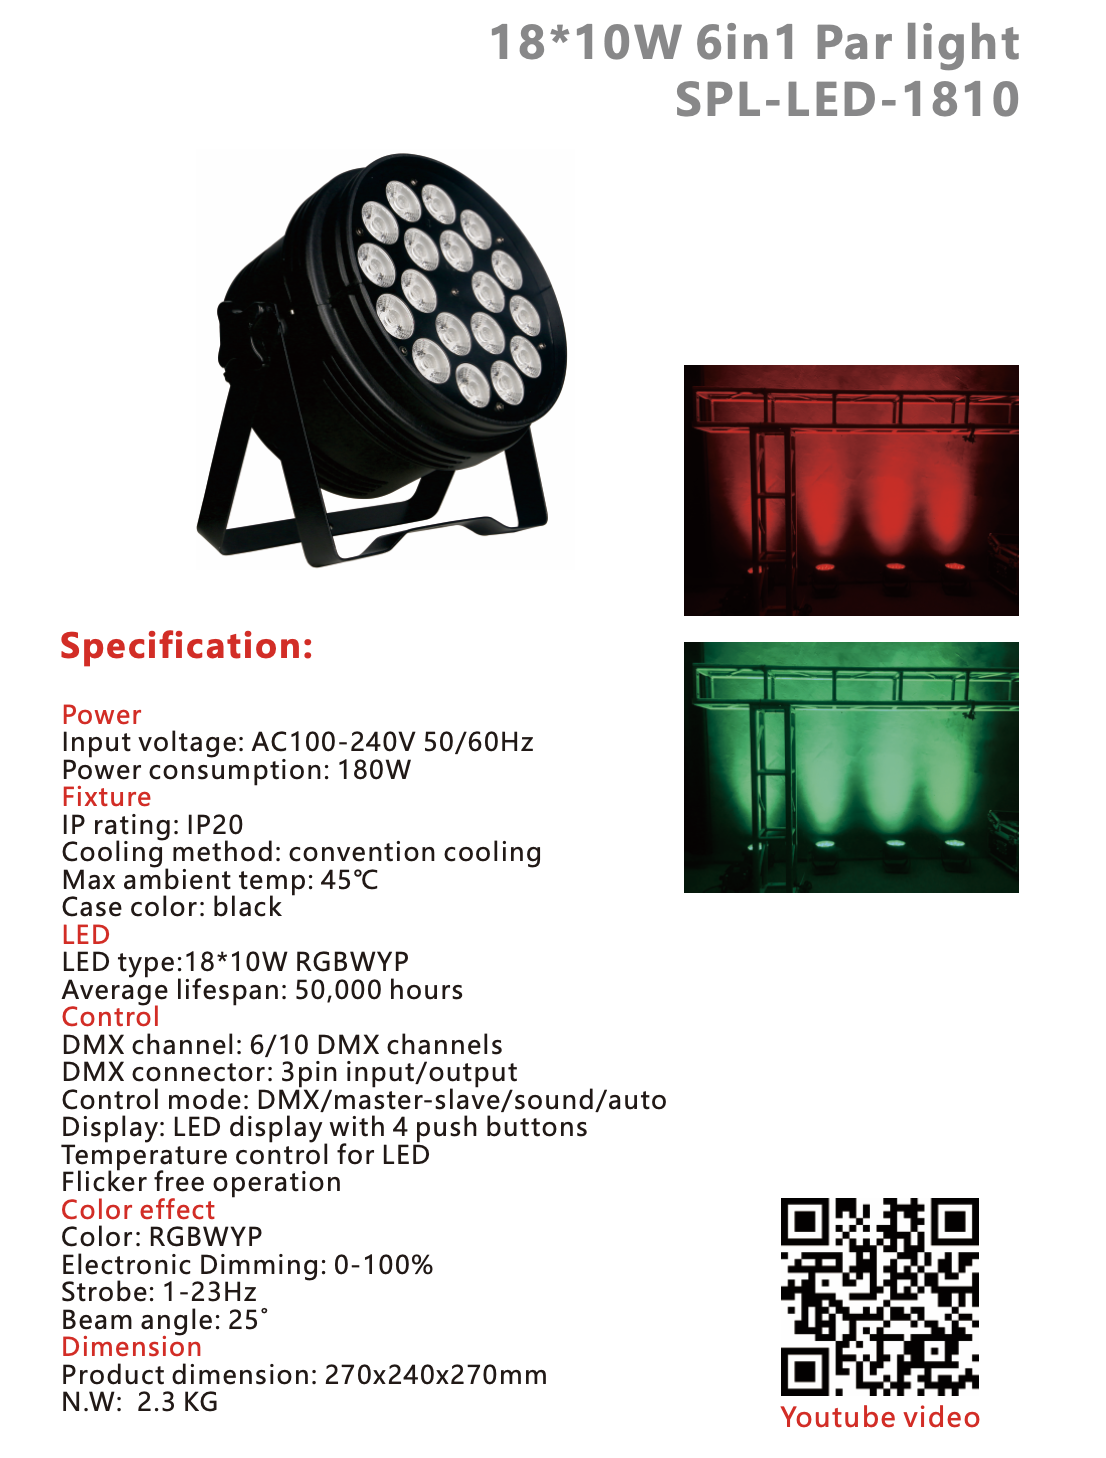 18*10W 6in1 Par light
SPL-LED-1810
Specification:
Power
Input voltage: AC100-240V 50/60Hz
Power consumption: 180W
Fixture
IP rating: IP20
Cooling method: convention cooling
Max ambient temp: 45℃
Case color: black
LED
LED type:18*10W RGBWYP
Average lifespan: 50,000 hours
Control
DMX channel: 6/10 DMX channels
DMX connector: 3pin input/output
Control mode: DMX/master-slave/sound/auto
Display: LED display with 4 push buttons
Temperature control for LED
Flicker free operation
Color effect
Color: RGBWYP
Electronic Dimming: 0-100%
Strobe: 1-23Hz
Beam angle: 25°
Dimension
Product dimension: 270x240x270mm
N.W: 2.3 KG
Youtube video